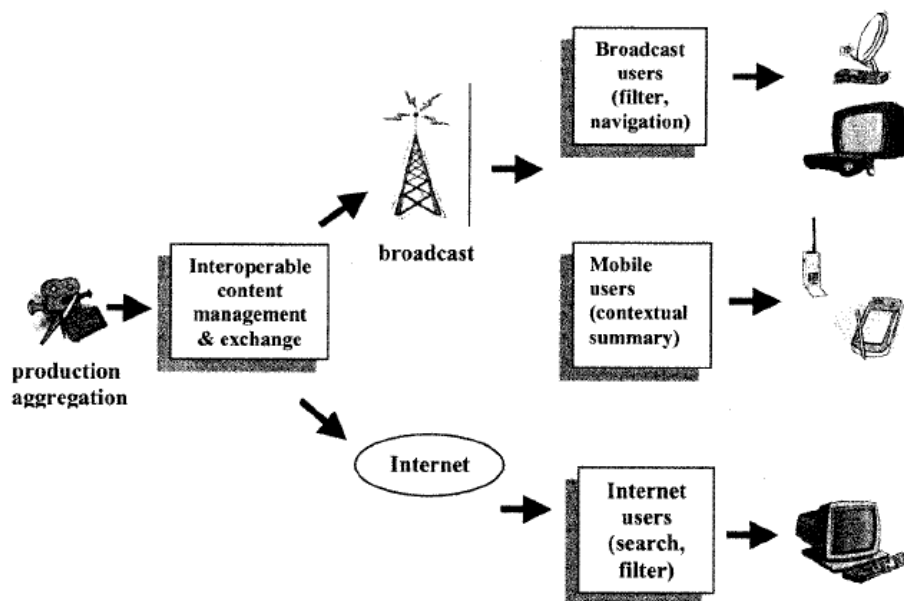 Broadcast
users
(filter,
navigation)
broadcast
Interoperable
content
management
& exchange
Mobile
users
(contextual
summary)
production
aggregation
Internet
Internet
users
(search,
filter)